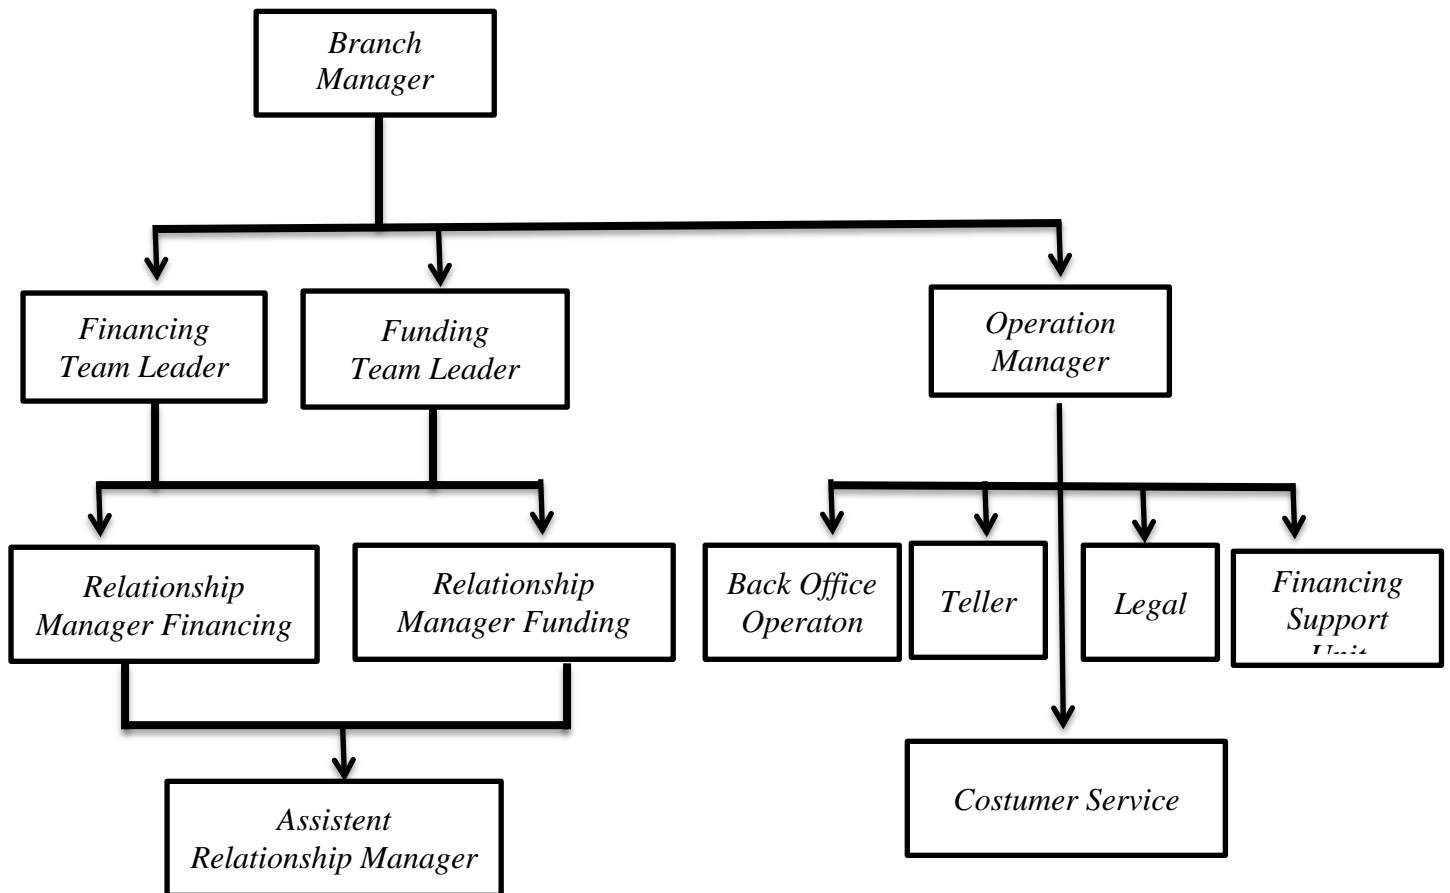 Branch
Manager
Financing
Team Leader
Funding
Team Leader
Operation
Manager
Relationship
Manager Financing
Relationship
Manager Funding
Back Office
Operaton
Teller
Legal
Financing
Support
Unit
Assistent
Relationship Manager
Costumer Service